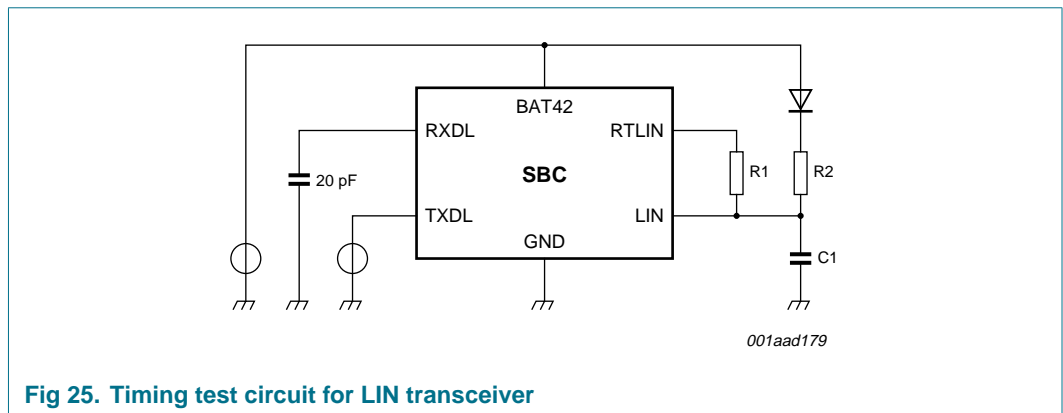 BAT42
RXDL
RTLIN
SBC
R1
R2
20 pF
TXDL
LIN
GND
C1
001aad179
Fig 25. Timing test circuit for LIN transceiver